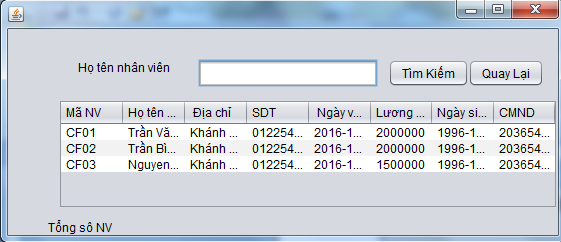 Họ tên nhân viên
Tìm Kiếm Quay Lại
Mã NV Họ tên ... Địa chỉ SDT Ngày v... Lương ... Ngày si... CMND
CF01 Trần Vă... Khánh ... 012254... 2016-1... 2000000 1996-1... 203654...
CF02 Trần Bì... Khánh ... 012254... 2016-1... 2000000 1996-1... 203654...
CF03 Nguyen... Khánh ... 012254... 2016-1... 1500000 1996-1... 203654...
Tổng sô NV